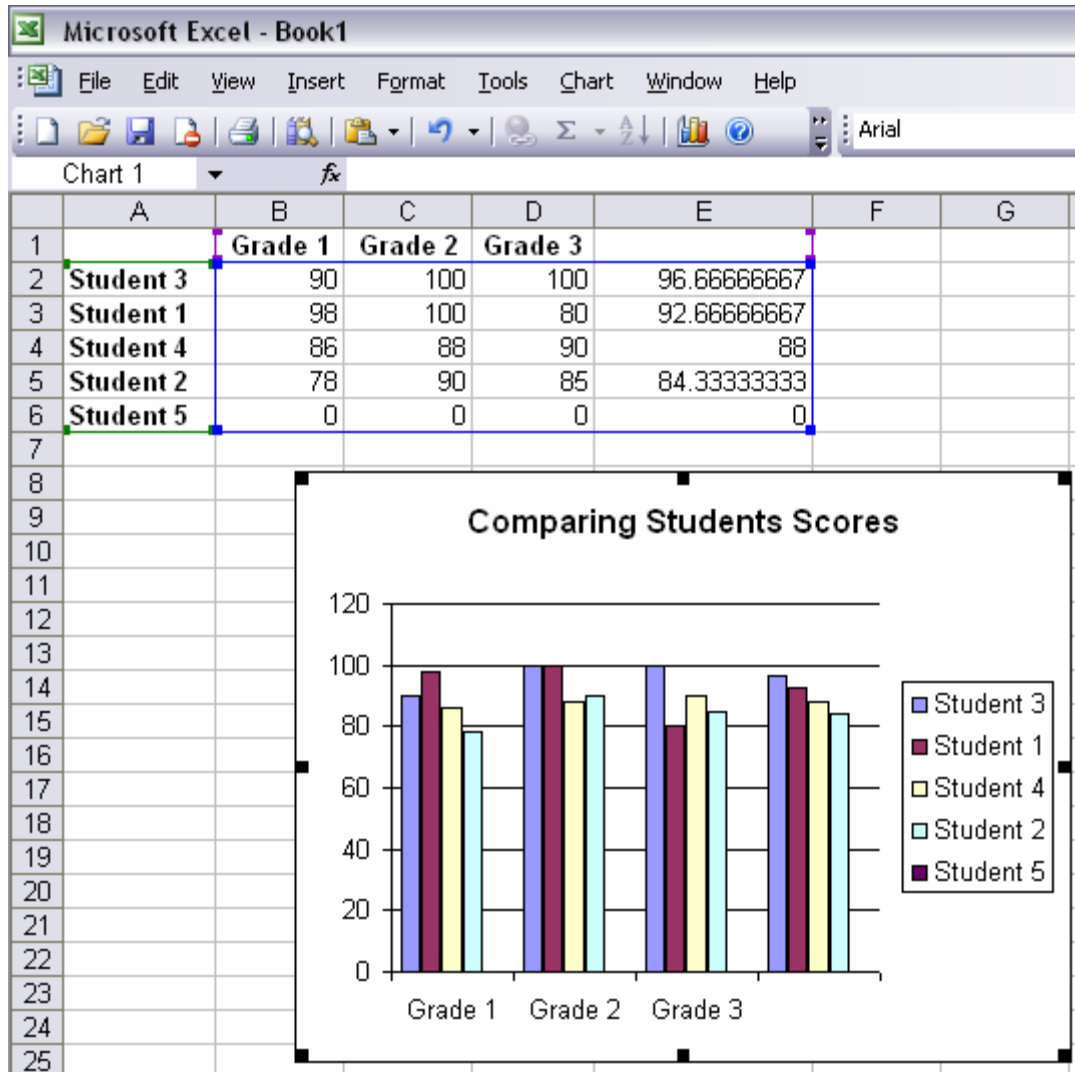 Microsoft Excel - Book1
File Edit View Insert Format Tools Chart Window Help
Σ A Z Arial
Chart 1 fx
A B C D E F G
1 Grade 1 Grade 2 Grade 3
2 Student 3 90 100 100 96.66666667
3 Student 1 98 100 80 92.66666667
4 Student 4 86 88 90 88
5 Student 2 78 90 85 84.33333333
6 Student 5 0 0 0 0
7
8
9
10
11
12
13
14
15
16
17
18
19
20
21
22
23
24
25
Comparing Students Scores
120
100
80
60
40
20
0
Grade 1 Grade 2 Grade 3
Student 3
Student 1
Student 4
Student 2
Student 5